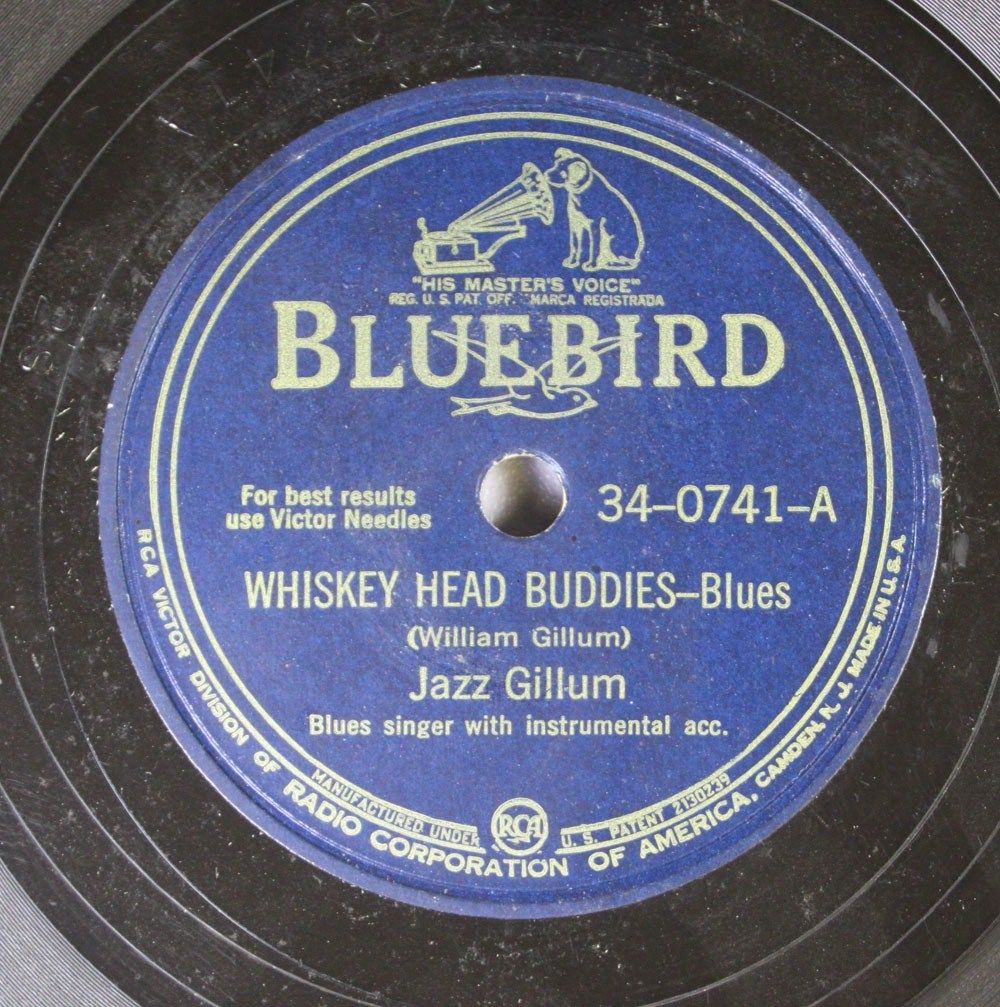 "HIS MASTER'S VOICE"
REG. U. S. PAT. OFF. MARCA REGISTRADA
BLUEBIRD
For best results
use Victor Needles
34-0741-A
WHISKEY HEAD BUDDIES—Blues
(William Gillum)
Jazz Gillum
Blues singer with instrumental acc.
MANUFACTURED UNDER
RCA
U. S. PATENT 2130239
RCA VICTOR DIVISION OF RADIO CORPORATION OF AMERICA, CAMDEN, N. J. MADE IN U. S. A.